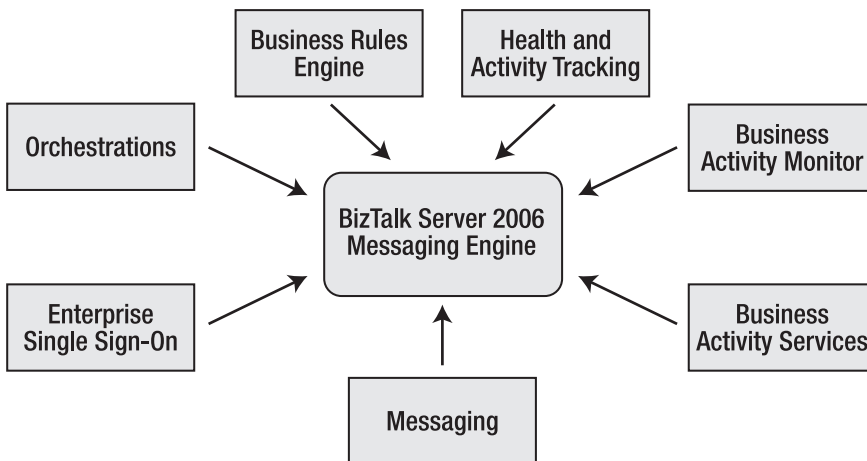 Business Rules
Engine
Health and
Activity Tracking
Orchestrations
Business
Activity Monitor
BizTalk Server 2006
Messaging Engine
Enterprise
Single Sign-On
Business
Activity Services
Messaging